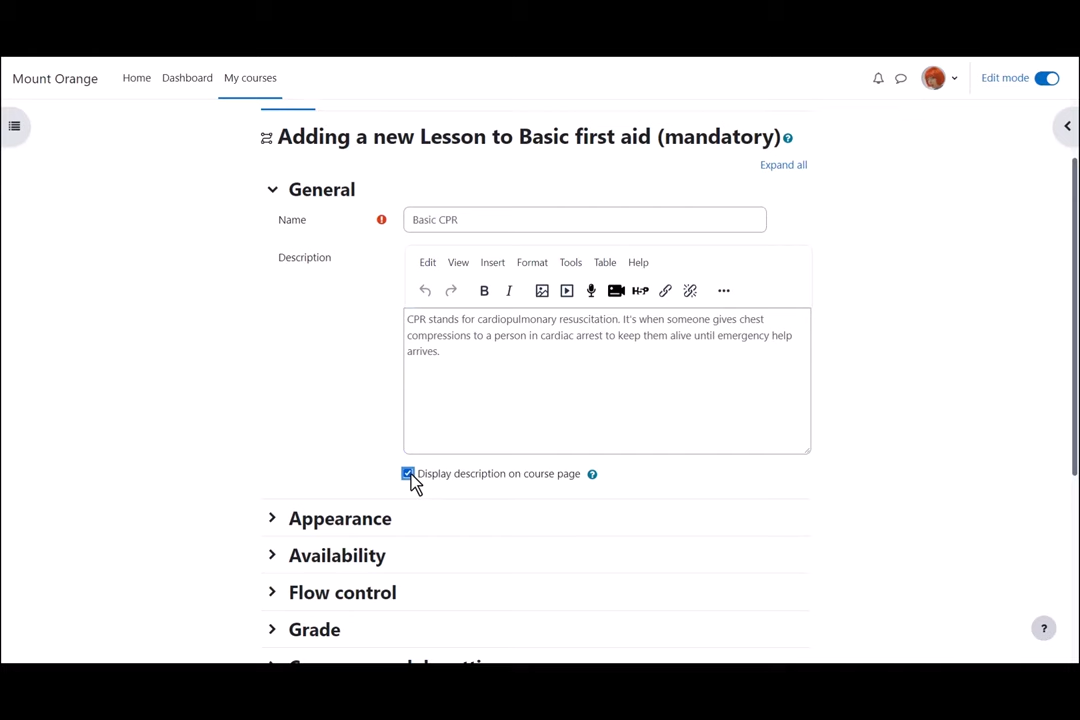 Mount Orange
Home Dashboard My courses
Edit mode
Adding a new Lesson to Basic first aid (mandatory)
Expand all
General
Name
Basic CPR
Description
Edit View Insert Format Tools Table Help
B I H-P
CPR stands for cardiopulmonary resuscitation. It's when someone gives chest
compressions to a person in cardiac arrest to keep them alive until emergency help
arrives.
Display description on course page
Appearance
Availability
Flow control
Grade
?